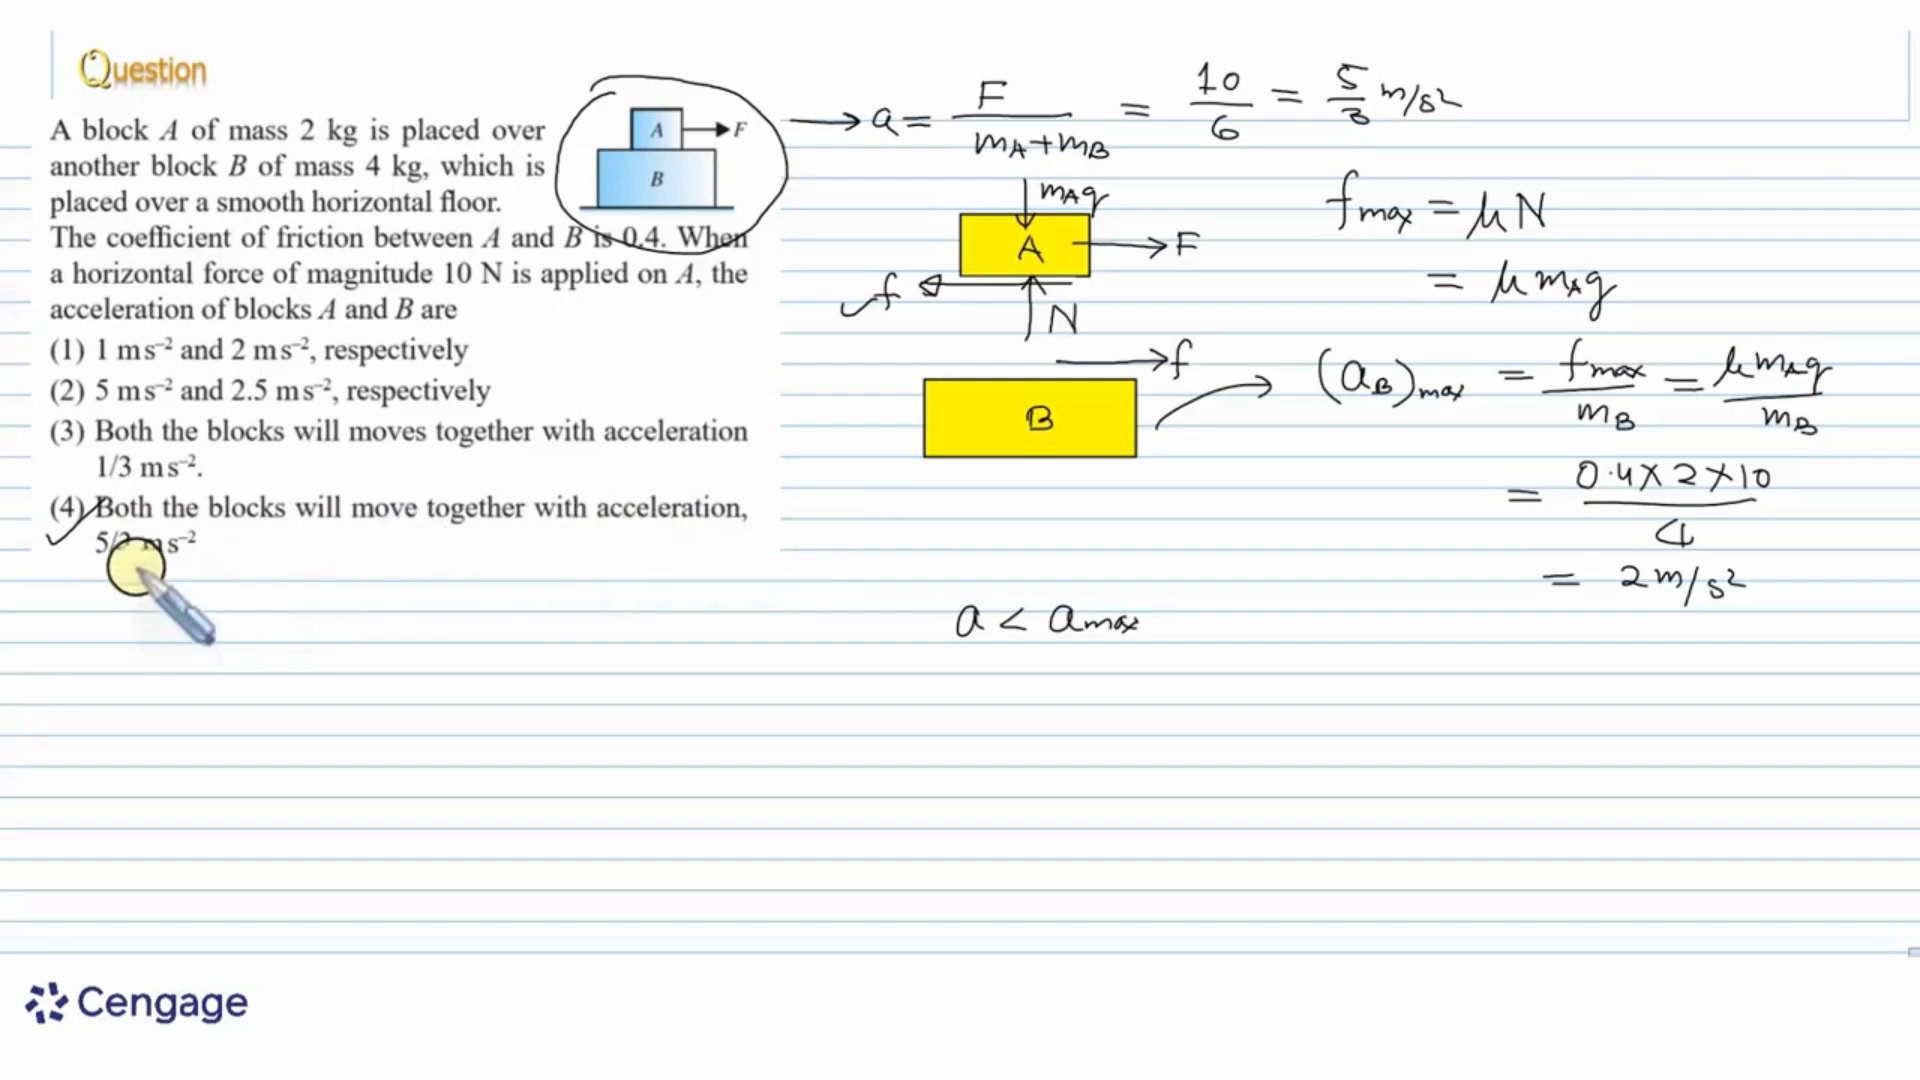 Question
A block A of mass 2 kg is placed over
another block B of mass 4 kg, which is
placed over a smooth horizontal floor.
The coefficient of friction between A and B is 0.4. When
a horizontal force of magnitude 10 N is applied on A, the
acceleration of blocks A and B are
(1) 1 m s⁻² and 2 m s⁻², respectively
(2) 5 m s⁻² and 2.5 m s⁻², respectively
(3) Both the blocks will moves together with acceleration
1/3 m s⁻².
(4) Both the blocks will move together with acceleration,
5/3 m s⁻²
A F
B
a = F/(mA+mB) = 10/6 = 5/3 m/s²
mAg
A F
f
N
f
B
fmax = μN
= μmAg
(aB)max = fmax/mB = μmAg/mB
= 0.4×2×10/4
= 2 m/s²
a < amax
Cengage